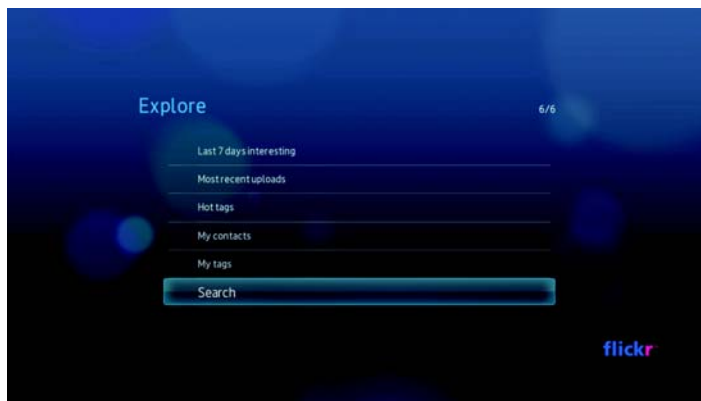 Explore
6/6
Last 7 days interesting
Most recent uploads
Hot tags
My contacts
My tags
Search
flickr